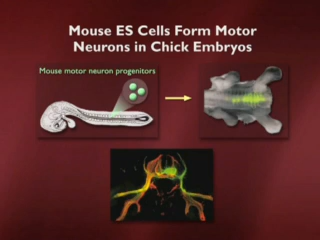 Mouse ES Cells Form Motor
Neurons in Chick Embryos
Mouse motor neuron progenitors